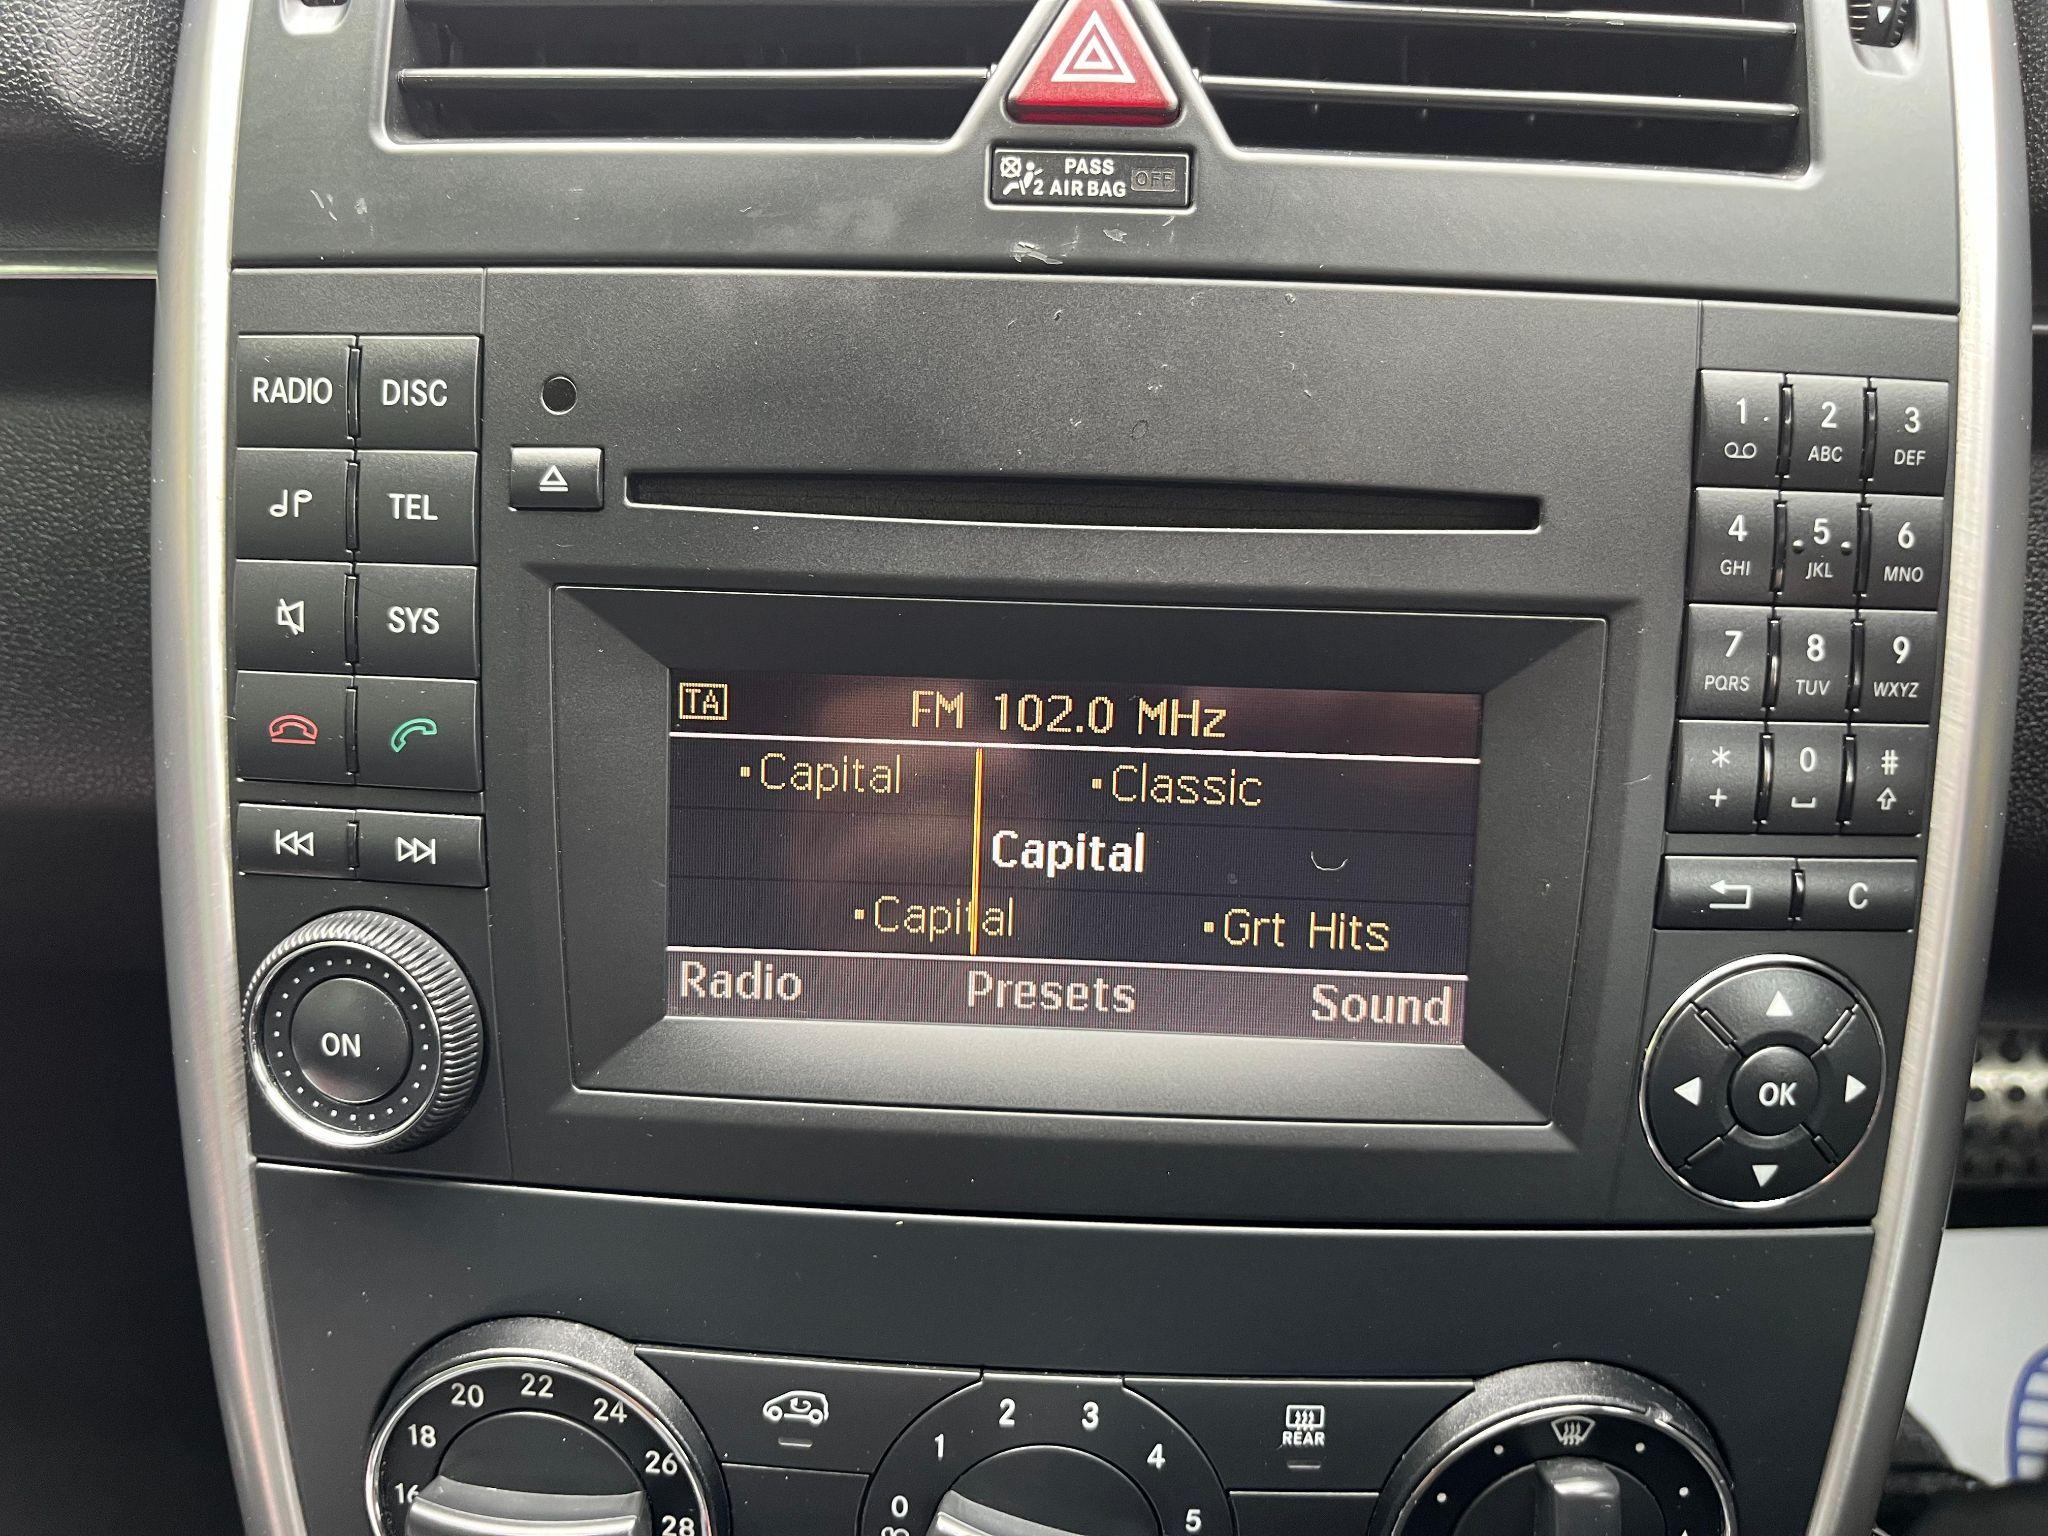 PASS
2 AIR BAG OFF
RADIO DISC
TEL
SYS
ON
1
2 ABC
3 DEF
4 GHI
5 JKL
6 MNO
7 PQRS
8 TUV
9 WXYZ
* +
0
#
C
OK
TA FM 102.0 MHz
Capital Classic
Capital
Capital Grt Hits
Radio Presets Sound
16 18 20 22 24 26 28
0 1 2 3 4 5
REAR